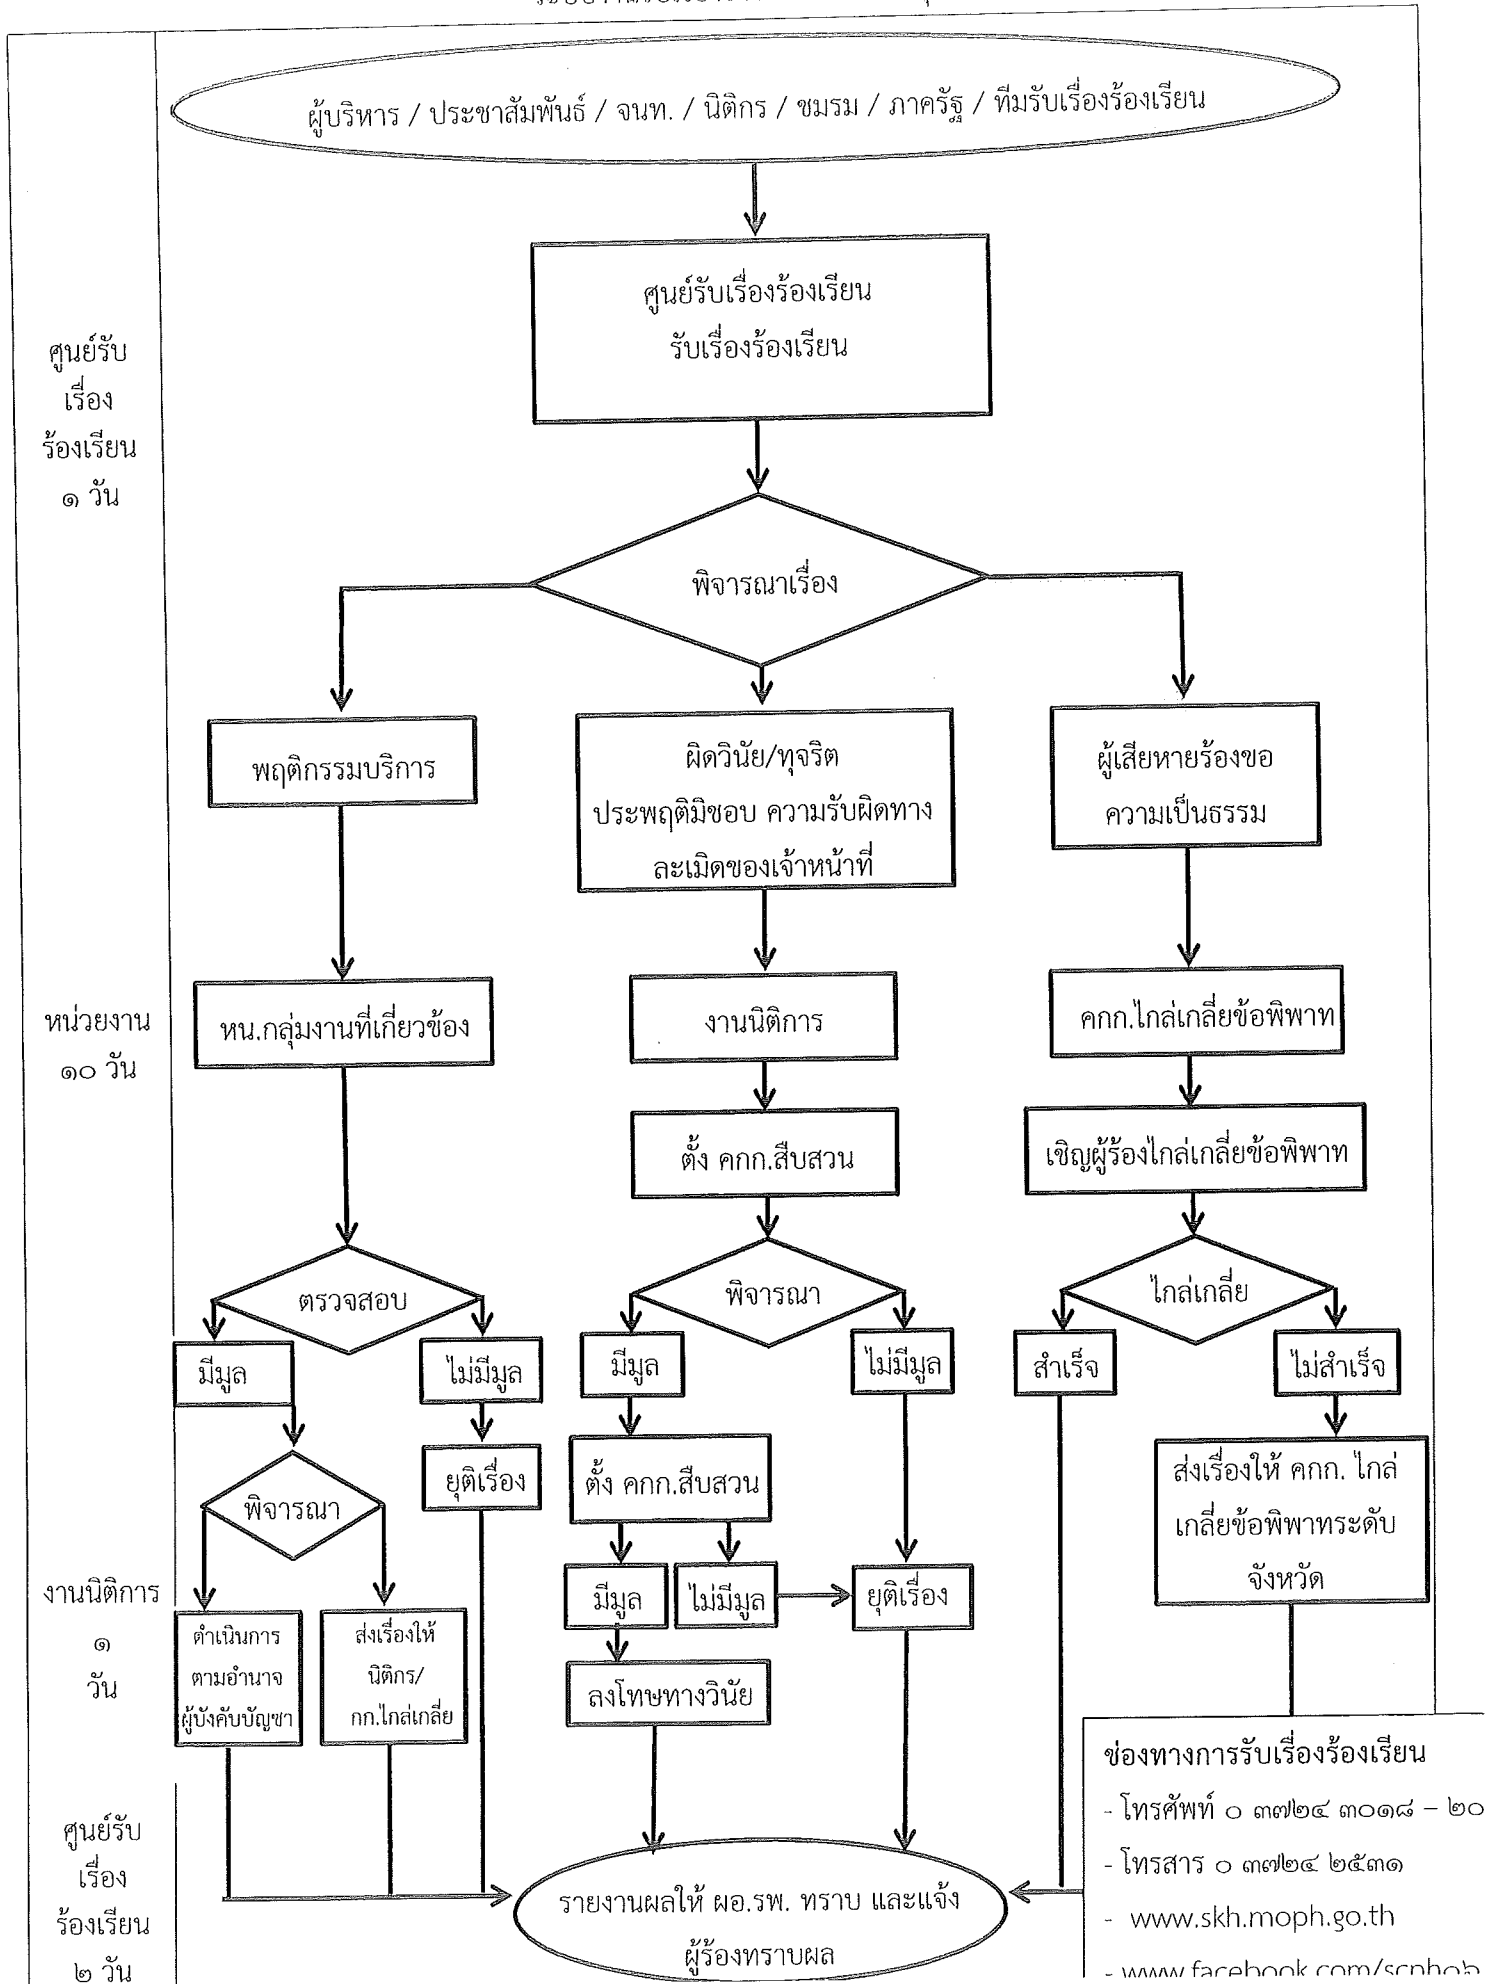 ผู้บริหาร / ประชาสัมพันธ์ / จนท. / นิติกร / ชมรม / ภาครัฐ / ทีมรับเรื่องร้องเรียน
ศูนย์รับเรื่องร้องเรียน
รับเรื่องร้องเรียน
ศูนย์รับ
เรื่อง
ร้องเรียน
๑ วัน
พิจารณาเรื่อง
พฤติกรรมบริการ
ผิดวินัย/ทุจริต
ประพฤติมิชอบ ความรับผิดทาง
ละเมิดของเจ้าหน้าที่
ผู้เสียหายร้องขอ
ความเป็นธรรม
หน่วยงาน
๑๐ วัน
หน.กลุ่มงานที่เกี่ยวข้อง
งานนิติการ
คกก.ไกล่เกลี่ยข้อพิพาท
ตั้ง คกก.สืบสวน
เชิญผู้ร้องไกล่เกลี่ยข้อพิพาท
ตรวจสอบ
พิจารณา
ไกล่เกลี่ย
มีมูล
ไม่มีมูล
มีมูล
ไม่มีมูล
สำเร็จ
ไม่สำเร็จ
พิจารณา
ยุติเรื่อง
ตั้ง คกก.สืบสวน
ส่งเรื่องให้ คกก. ไกล่
เกลี่ยข้อพิพาทระดับ
จังหวัด
งานนิติการ
๑
วัน
มีมูล
ไม่มีมูล
ยุติเรื่อง
ดำเนินการ
ตามอำนาจ
ผู้บังคับบัญชา
ส่งเรื่องให้
นิติกร/
กก.ไกล่เกลี่ย
ลงโทษทางวินัย
ช่องทางการรับเรื่องร้องเรียน
- โทรศัพท์ ๐ ๓๗๒๔ ๓๐๑๘ – ๒๐
- โทรสาร ๐ ๓๗๒๔ ๒๕๓๑
- www.skh.moph.go.th
- www.facebook.com/
ศูนย์รับ
เรื่อง
ร้องเรียน
๒ วัน
รายงานผลให้ ผอ.รพ. ทราบ และแจ้ง
ผู้ร้องทราบผล